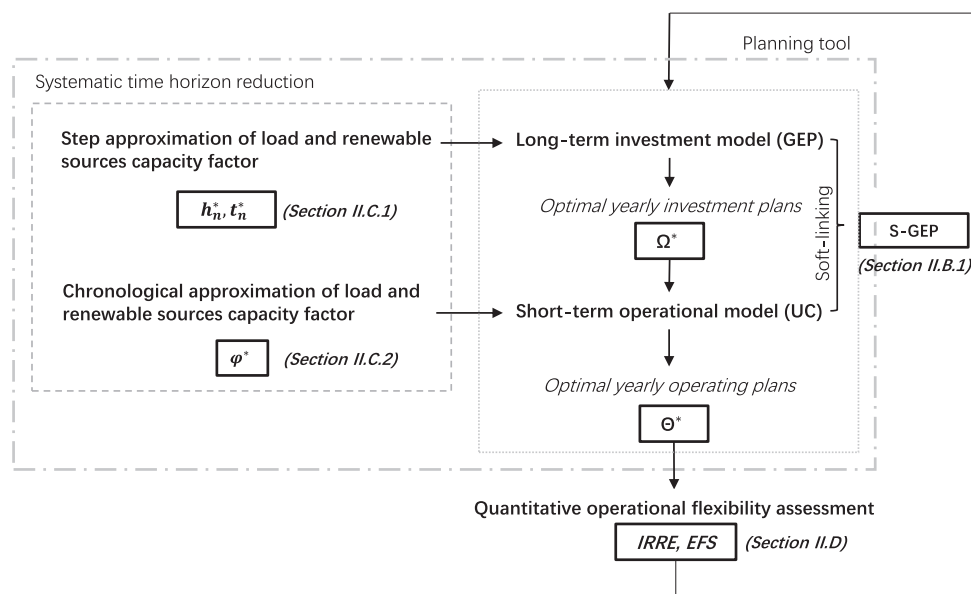 Planning tool
Systematic time horizon reduction
Step approximation of load and renewable
sources capacity factor
h*n, t*n
(Section II.C.1)
Chronological approximation of load and
renewable sources capacity factor
φ*
(Section II.C.2)
Long-term investment model (GEP)
Optimal yearly investment plans
Ω*
Short-term operational model (UC)
Optimal yearly operating plans
Θ*
Soft-linking
S-GEP
(Section II.B.1)
Quantitative operational flexibility assessment
IRRE, EFS
(Section II.D)